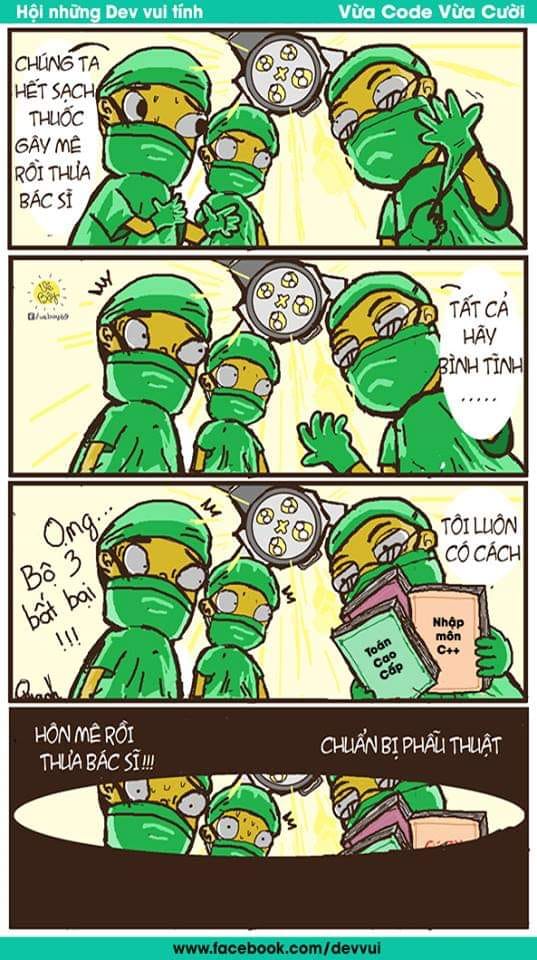 Hội những Dev vui tính
Vừa Code Vừa Cười
CHÚNG TA
HẾT SẠCH
THUỐC
GÂY MÊ
RỒI THƯA
BÁC SĨ
TẤT CẢ
HÃY
BÌNH TĨNH
.....
O.m.g...
Bộ 3
bất bại
!!!
TÔI LUÔN
CÓ CÁCH
Toán
Cao
Cấp
Nhập
môn
C++
HÔN MÊ RỒI
THƯA BÁC SĨ!!!
CHUẨN BỊ PHẪU THUẬT
www.facebook.com/devvui